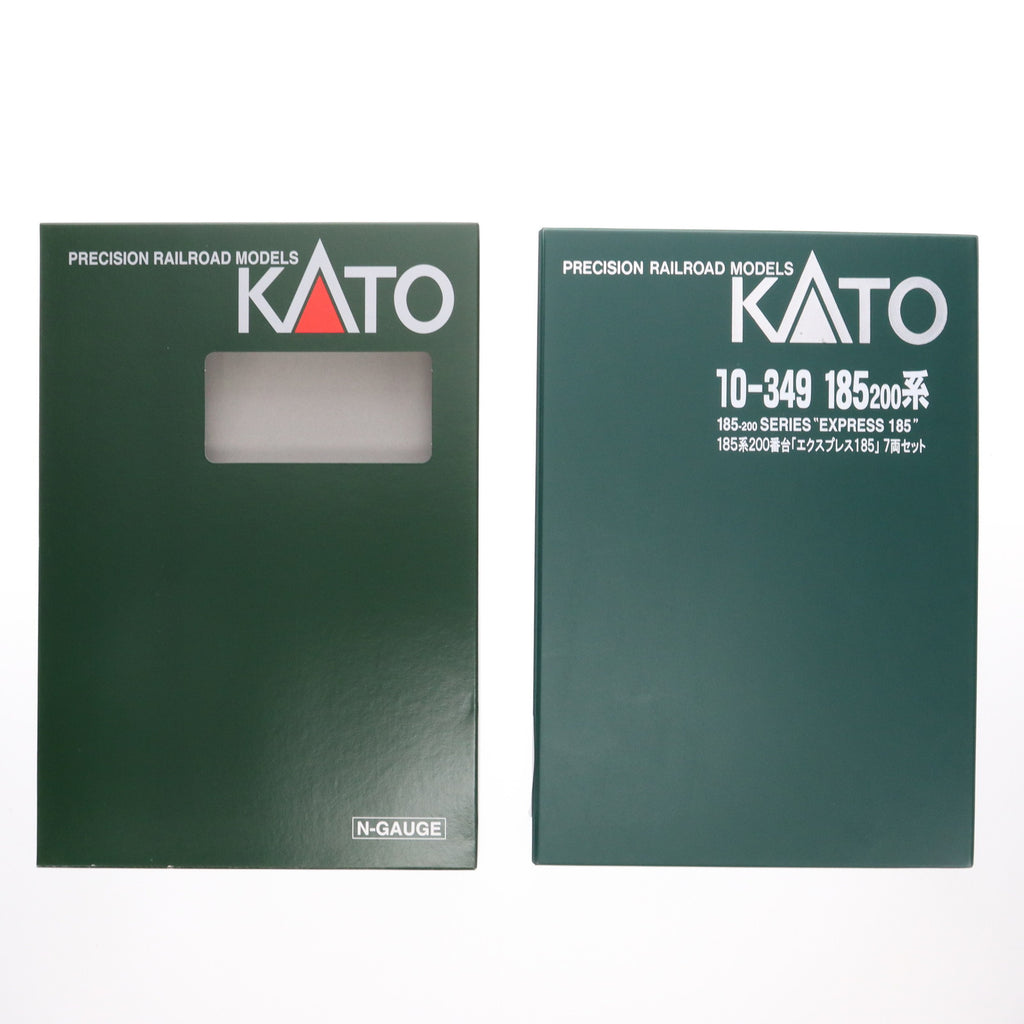 PRECISION RAILROAD MODELS
KATO
N-GAUGE
PRECISION RAILROAD MODELS
KATO
10-349 185200系
185-200 SERIES "EXPRESS 185"
185系200番台「エクスプレス185」7両セット